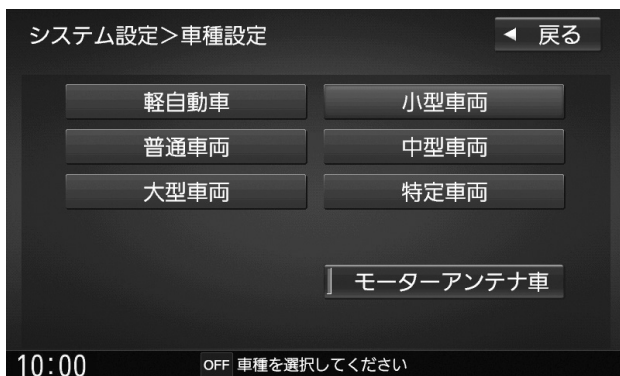 システム設定＞車種設定
◀ 戻る
軽自動車
小型車両
普通車両
中型車両
大型車両
特定車両
モーターアンテナ車
10:00
OFF 車種を選択してください